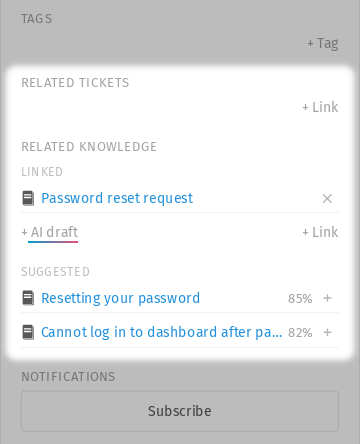 TAGS
+ Tag
RELATED TICKETS
+ Link
RELATED KNOWLEDGE
LINKED
Password reset request ×
+ AI draft + Link
SUGGESTED
Resetting your password 85% +
Cannot log in to dashboard after pa... 82% +
NOTIFICATIONS
Subscribe